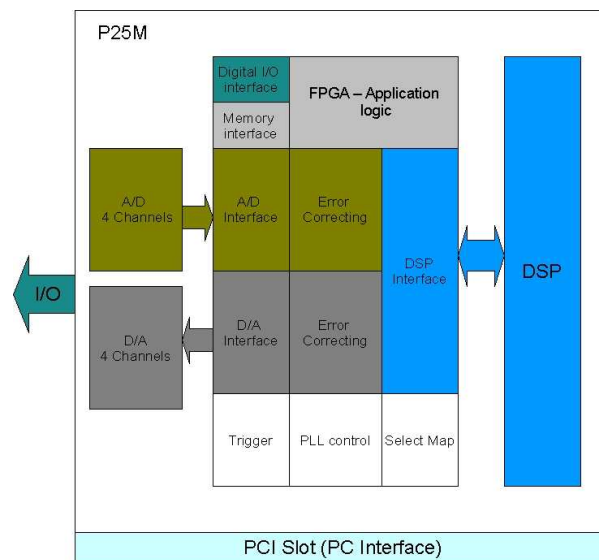 P25M
Digital I/O
interface
FPGA – Application
logic
Memory
interface
A/D
4 Channels
A/D
Interface
Error
Correcting
DSP
Interface
DSP
I/O
D/A
4 Channels
D/A
Interface
Error
Correcting
Trigger
PLL control
Select Map
PCI Slot (PC Interface)